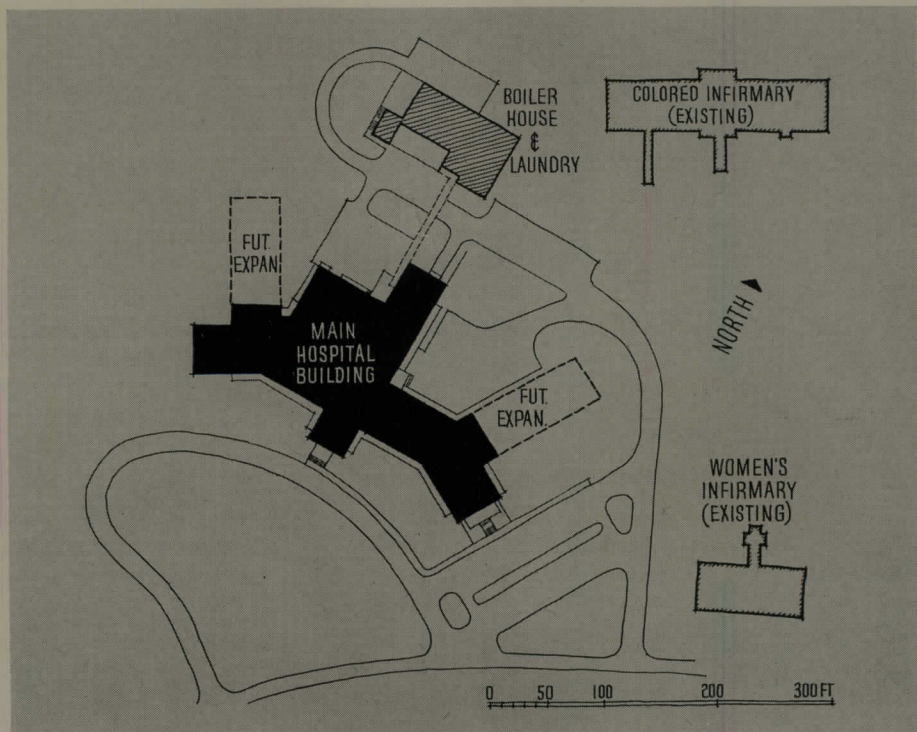 BOILER
HOUSE
&
LAUNDRY
COLORED INFIRMARY
(EXISTING)
FUT.
EXPAN.
MAIN
HOSPITAL
BUILDING
NORTH
FUT.
EXPAN.
WOMEN'S
INFIRMARY
(EXISTING)
0 50 100 200 300 FT